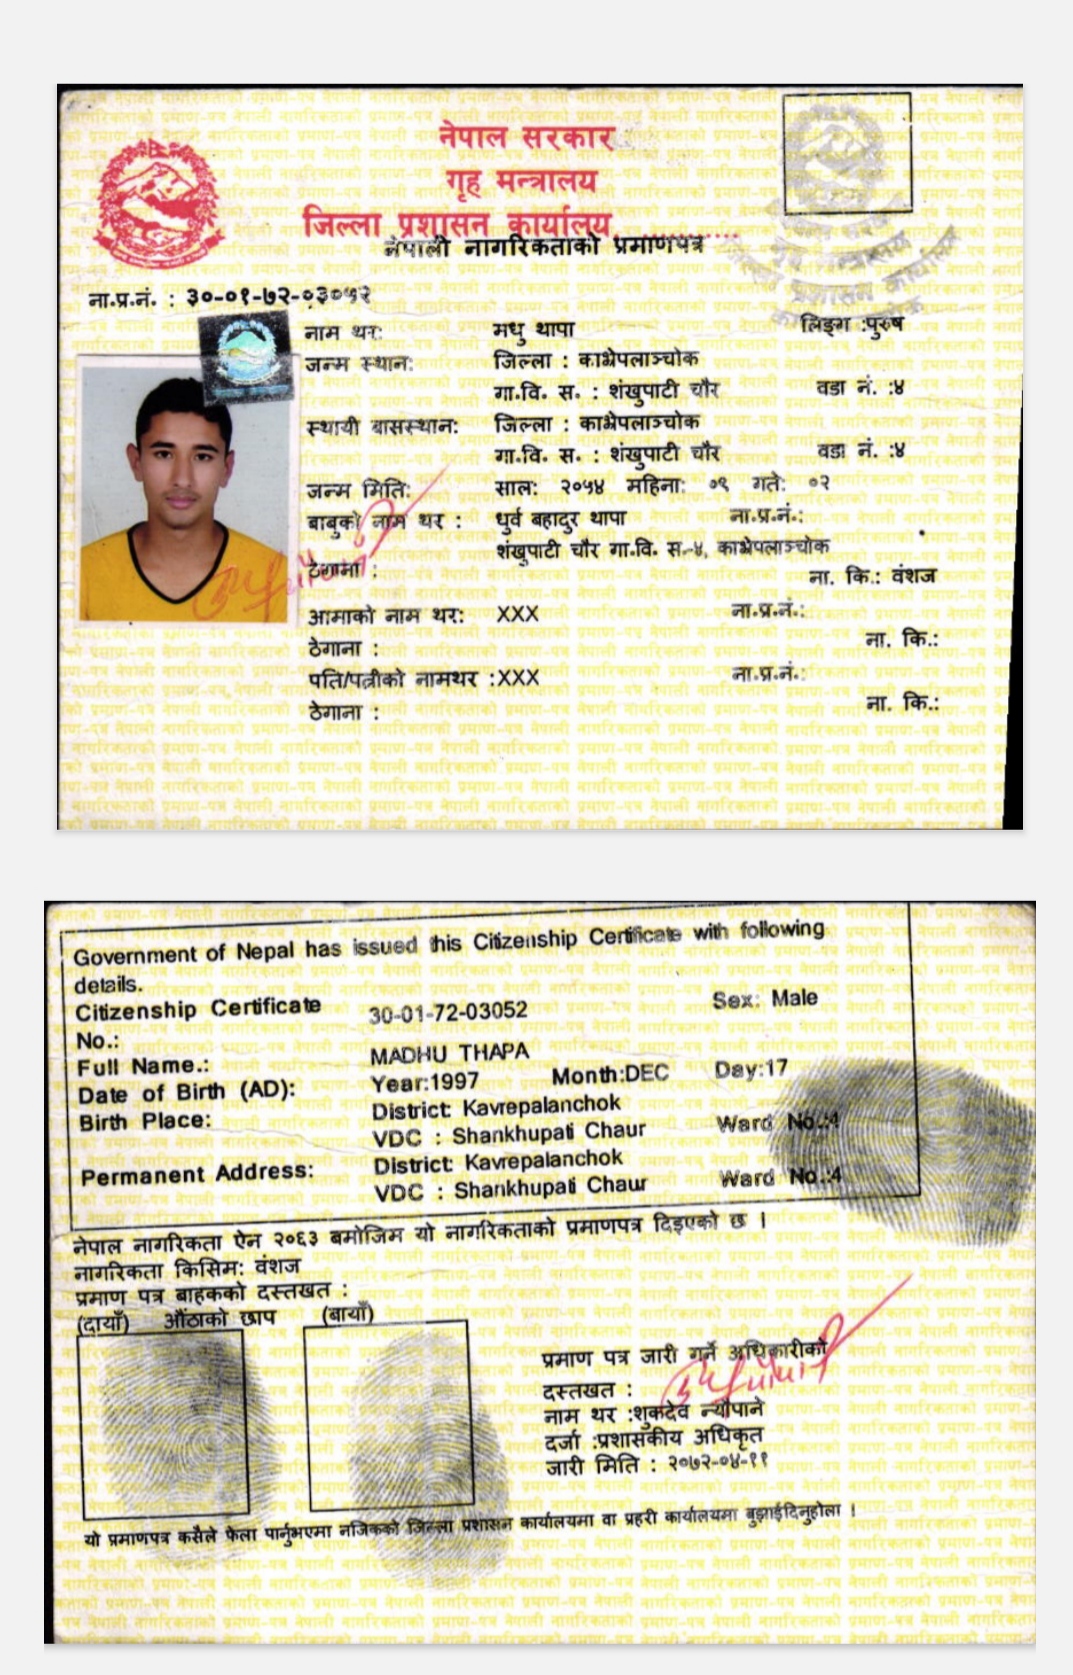 नेपाल सरकार
गृह मन्त्रालय
जिल्ला प्रशासन कार्यालय..............
नेपाली नागरिकताको प्रमाणपत्र
ना.प्र.नं. : ३०-०१-७२-०३०५२
नाम थर: मधु थापा लिङ्ग :पुरुष
जन्म स्थान: जिल्ला : काभ्रेपलाञ्चोक
गा.वि. स. : शंखुपाटी चौर वडा नं. :४
स्थायी बासस्थान: जिल्ला : काभ्रेपलाञ्चोक
गा.वि. स. : शंखुपाटी चौर वडा नं. :४
जन्म मिति: साल: २०५४ महिना: ०९ गते: ०२
बाबुको नाम थर : धुर्व बहादुर थापा ना.प्र.नं.:
शंखुपाटी चौर गा.वि. स.-४, काभ्रेपलाञ्चोक
ठेगाना : ना. कि.: वंशज
आमाको नाम थर: XXX ना.प्र.नं.:
ठेगाना : ना. कि.:
पति/पत्नीको नामथर :XXX ना.प्र.नं.:
ठेगाना : ना. कि.:
Government of Nepal has issued this Citizenship Certificate with following
details.
Citizenship Certificate 30-01-72-03052 Sex: Male
No.:
Full Name.: MADHU THAPA
Date of Birth (AD): Year:1997 Month:DEC Day:17
Birth Place: District: Kavrepalanchok
VDC : Shankhupati Chaur Ward No.:4
Permanent Address: District: Kavrepalanchok
VDC : Shankhupati Chaur Ward No.:4
नेपाल नागरिकता ऐन २०६३ बमोजिम यो नागरिकताको प्रमाणपत्र दिइएको छ ।
नागरिकता किसिम: वंशज
प्रमाण पत्र बाहकको दस्तखत :
(दायाँ) औंठाको छाप (बायाँ)
प्रमाण पत्र जारी गर्ने अधिकारीको
दस्तखत :
नाम थर :शुकदेव न्यौपाने
दर्जा :प्रशासकीय अधिकृत
जारी मिति : २०७२-०४-११
यो प्रमाणपत्र कसैले फेला पार्नुभएमा नजिकको जिल्ला प्रशासन कार्यालयमा वा प्रहरी कार्यालयमा बुझाईदिनुहोला ।